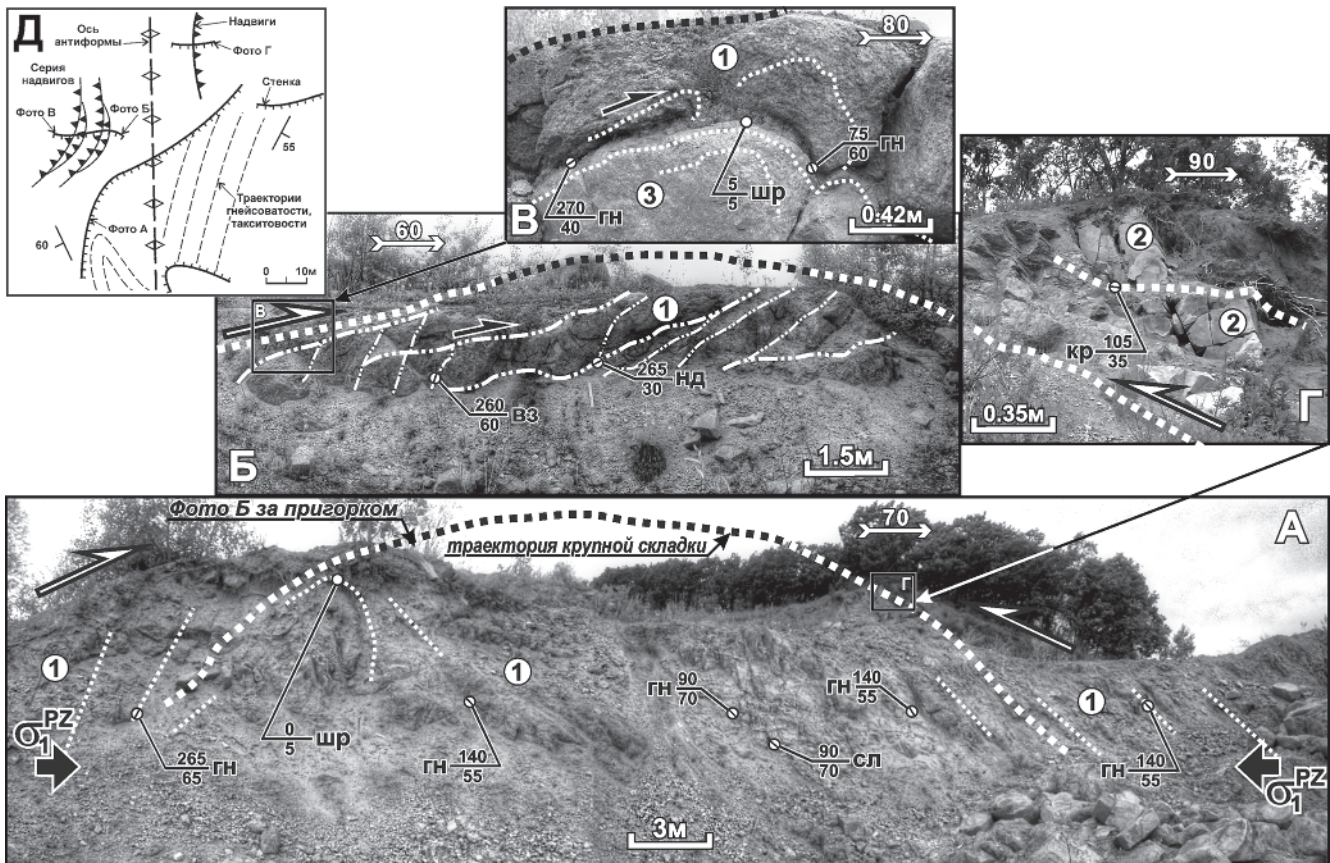 Д
Ось
антиформы
Надвиги
Фото Г
Серия
надвигов
Стенка
Фото В
Фото Б
55
Траектории
гнейсоватости,
такситовости
Фото А
60
0 10м
80
1
75
60 гн
3
5
5 шр
270
40 гн
В
0.42м
60
В
1
265
30 нд
260
60 вз
Б
1.5м
90
2
2
кр 105
35
0.35м
Г
Фото Б за пригорком
траектория крупной складки
70
А
Г
1
1
1
гн 90
70
гн 140
55
σ1 PZ
265
65 гн
0
5 шр
гн 140
55
90
70 сл
гн 140
55
σ1 PZ
3м